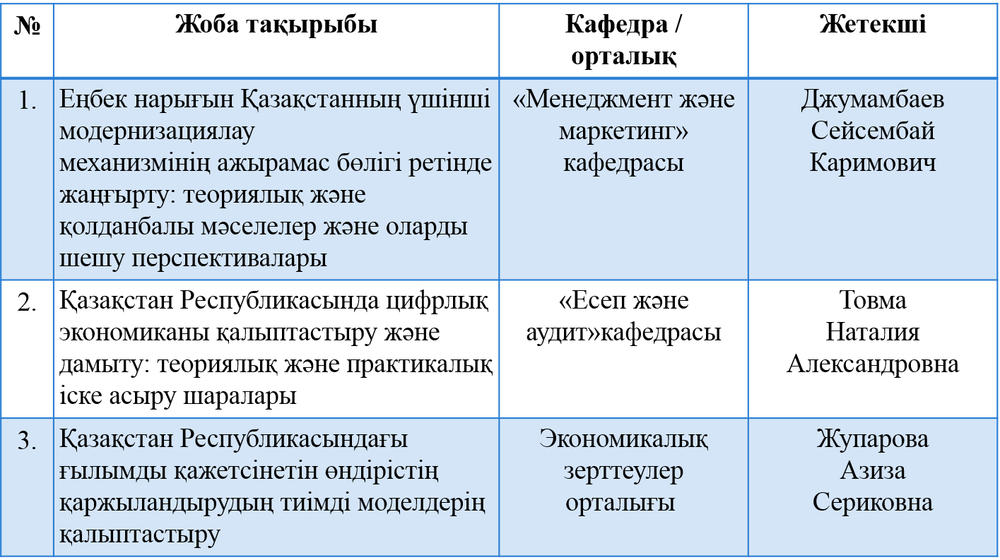 №
Жоба тақырыбы
Кафедра /
орталық
Жетекші
1.
Еңбек нарығын Қазақстанның үшінші
модернизациялау
механизмінің ажырамас бөлігі ретінде
жаңғырту: теориялық және
қолданбалы мәселелер және оларды
шешу перспективалары
«Менеджмент және
маркетинг»
кафедрасы
Джумамбаев
Сейсембай
Каримович
2.
Қазақстан Республикасында цифрлық
экономиканы қалыптастыру және
дамыту: теориялық және практикалық
іске асыру шаралары
«Есеп және
аудит»кафедрасы
Товма
Наталия
Александровна
3.
Қазақстан Республикасындағы
ғылымды қажетсінетін өндірістің
қаржыландырудың тиімді моделдерің
қалыптастыру
Экономикалық
зерттеулер
орталығы
Жупарова
Азиза
Сериковна